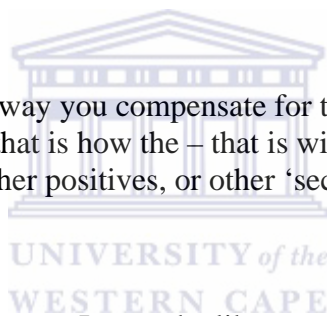 way you compensate for t
hat is how the – that is wi
her positives, or other ‘sec
UNIVERSITY of the
WESTERN CAPE